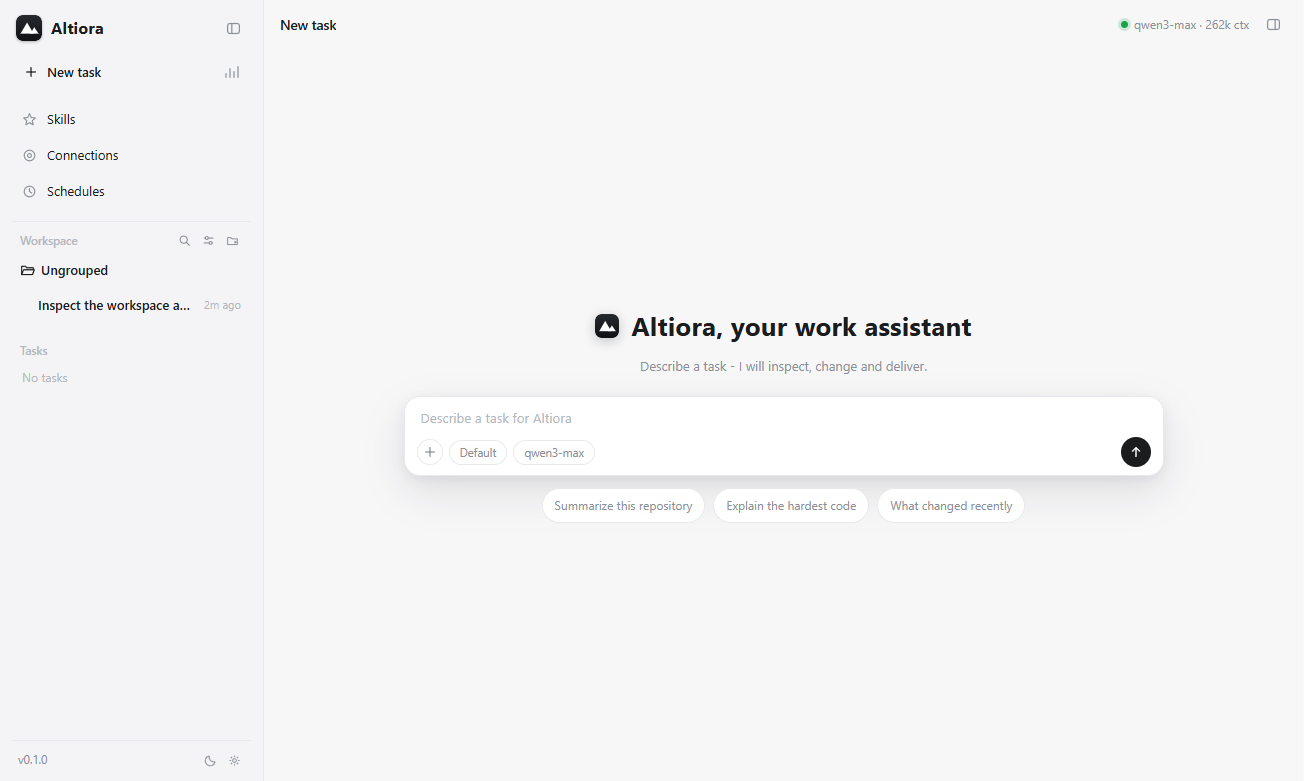 Altiora
New task
Skills
Connections
Schedules
Workspace
Ungrouped
Inspect the workspace a... 2m ago
Tasks
No tasks
v0.1.0
New task
qwen3-max · 262k ctx
Altiora, your work assistant
Describe a task - I will inspect, change and deliver.
Describe a task for Altiora
Default qwen3-max
Summarize this repository Explain the hardest code What changed recently